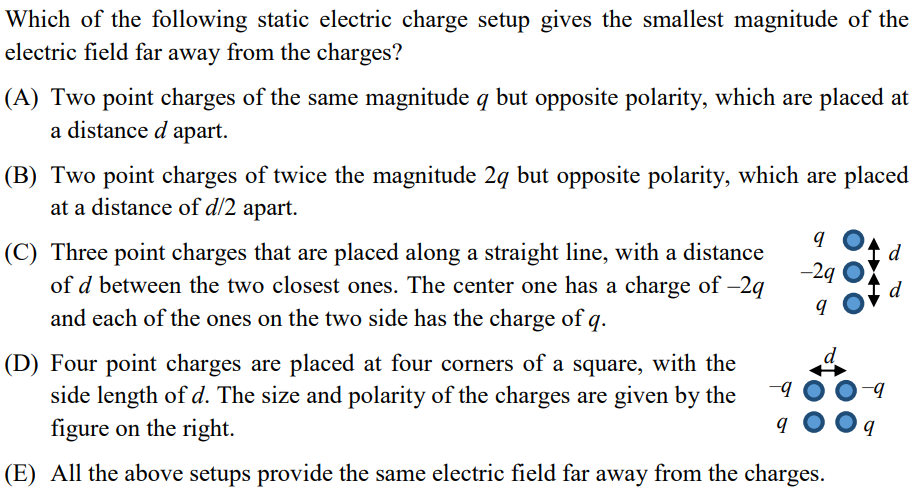 Which of the following static electric charge setup gives the smallest magnitude of the
electric field far away from the charges?
(A) Two point charges of the same magnitude q but opposite polarity, which are placed at
a distance d apart.
(B) Two point charges of twice the magnitude 2q but opposite polarity, which are placed
at a distance of d/2 apart.
(C) Three point charges that are placed along a straight line, with a distance
of d between the two closest ones. The center one has a charge of –2q
and each of the ones on the two side has the charge of q.
q
d
–2q
d
q
(D) Four point charges are placed at four corners of a square, with the
side length of d. The size and polarity of the charges are given by the
figure on the right.
d
–q –q
q q
(E) All the above setups provide the same electric field far away from the charges.